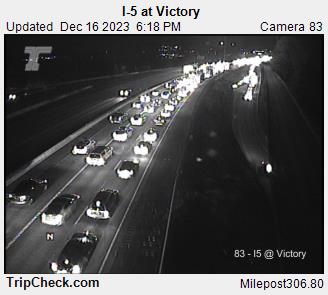 I-5 at Victory
Updated Dec 16 2023 6:18 PM Camera 83
T
N
83 - I5 @ Victory
TripCheck.com Milepost306.80